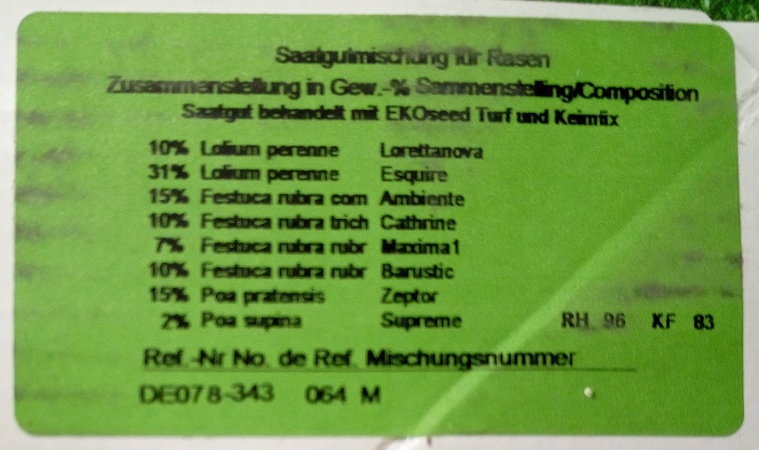 Saatgutmischung für Rasen
Zusammenstellung in Gew.-% Sammenstelling/Composition
Saatgut behandelt mit EKOseed Turf und Keimfix
10% Lolium perenne Lorettanova
31% Lolium perenne Esquire
15% Festuca rubra com Ambiente
10% Festuca rubra trich Cathrine
7% Festuca rubra rubr Maxima1
10% Festuca rubra rubr Barustic
15% Poa pratensis Zeptor
2% Poa supina Supreme RH 96 KF 83
Ref.-Nr No. de Ref. Mischungsnummer
DE078-343 064 M